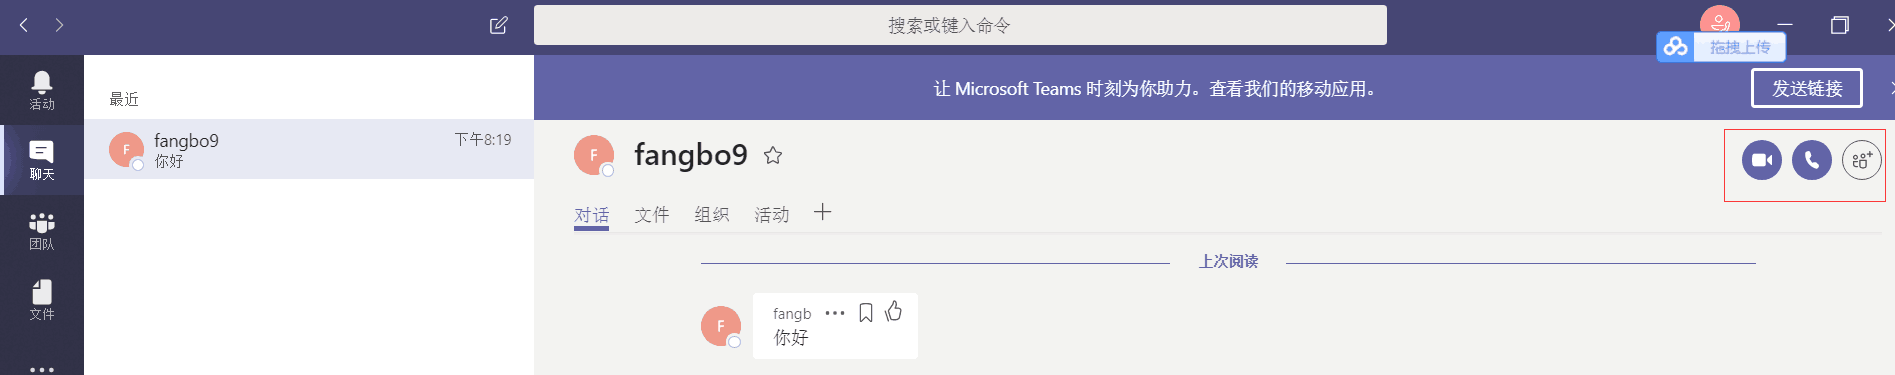 搜索或键入命令
拖拽上传
让 Microsoft Teams 时刻为你助力。查看我们的移动应用。
发送链接
活动
聊天
团队
文件
最近
F
fangbo9
下午8:19
你好
F
fangbo9
对话
文件
组织
活动
上次阅读
F
fangb
你好